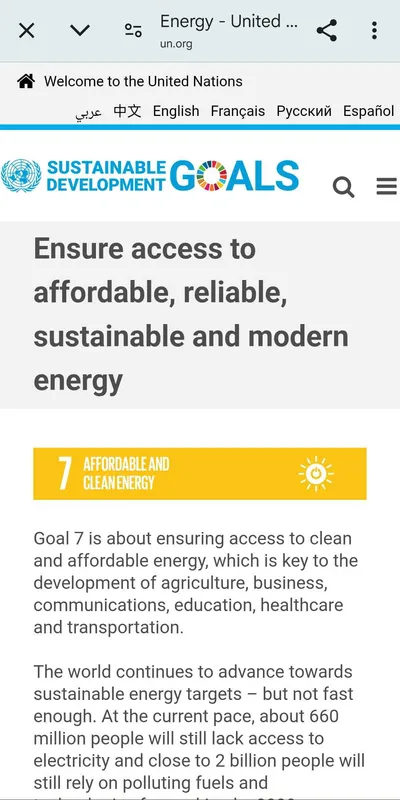 Energy - United ...
un.org
Welcome to the United Nations
عربي 中文 English Français Русский Español
SUSTAINABLE
DEVELOPMENT
GOALS
Ensure access to
affordable, reliable,
sustainable and modern
energy
7 AFFORDABLE AND
CLEAN ENERGY
Goal 7 is about ensuring access to clean
and affordable energy, which is key to the
development of agriculture, business,
communications, education, healthcare
and transportation.
The world continues to advance towards
sustainable energy targets – but not fast
enough. At the current pace, about 660
million people will still lack access to
electricity and close to 2 billion people will
still rely on polluting fuels and